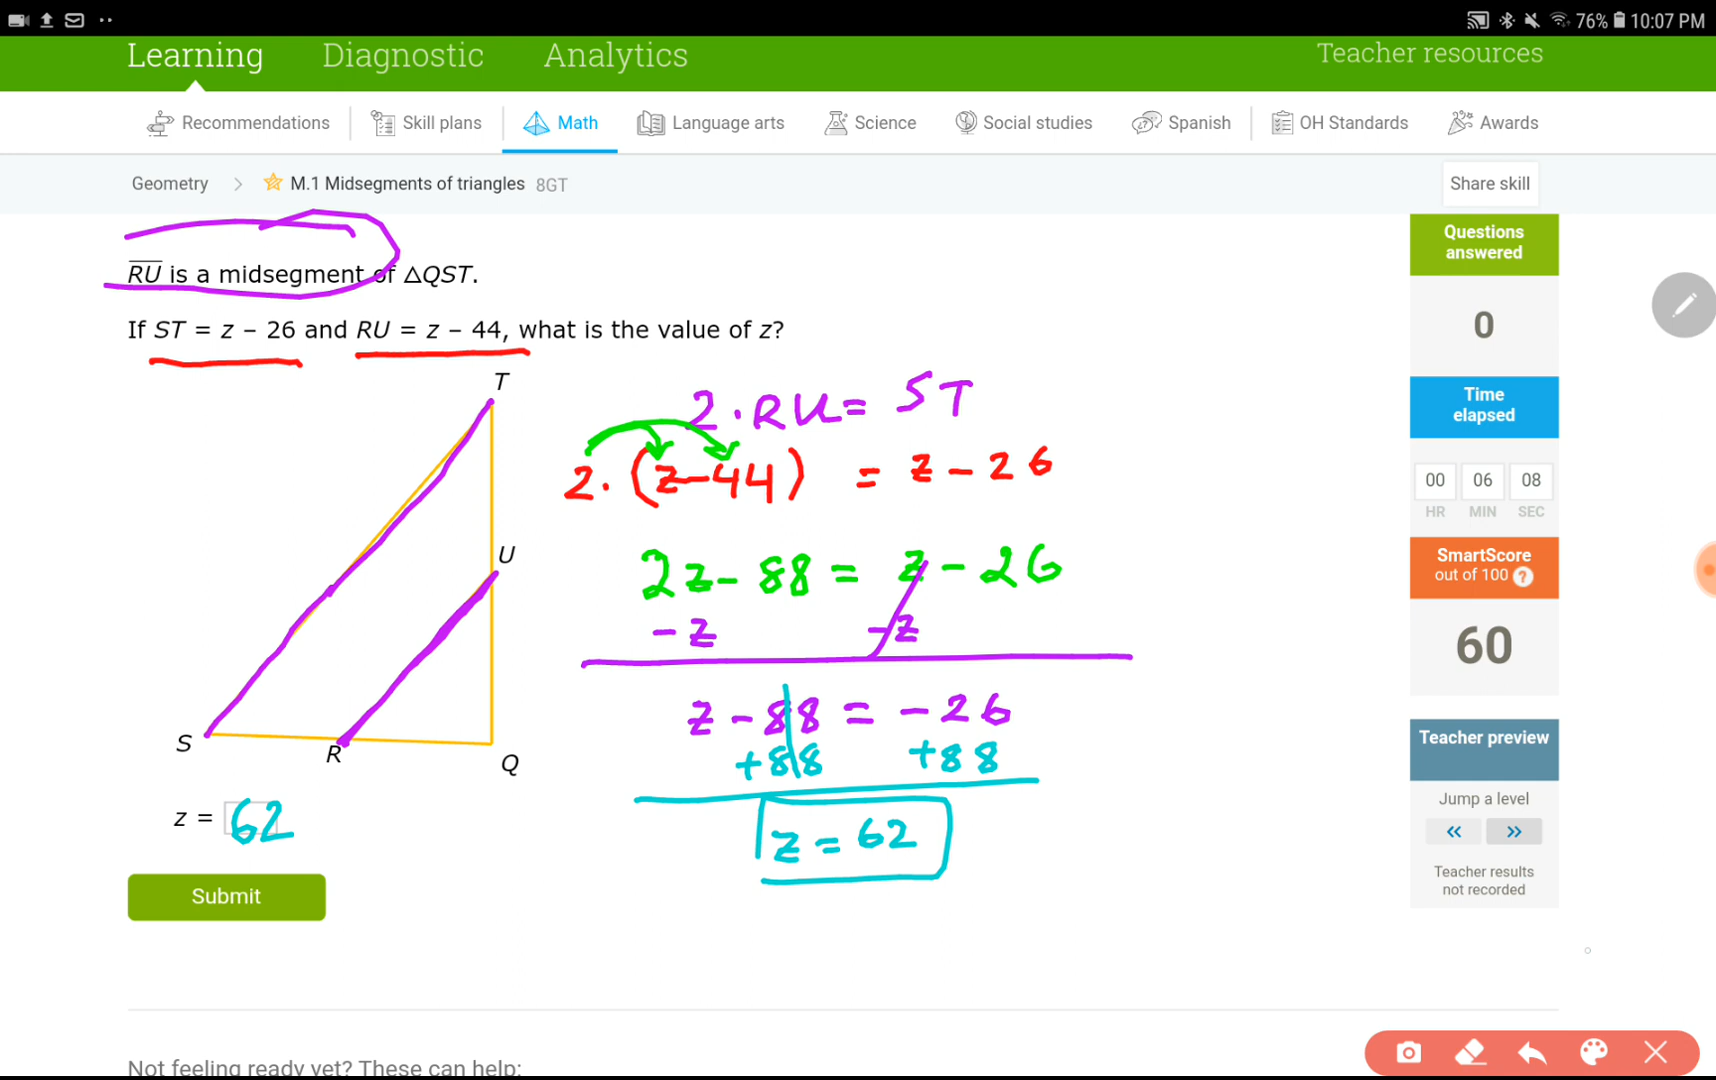 76% 10:07 PM
Learning Diagnostic Analytics Teacher resources
Recommendations Skill plans Math Language arts Science Social studies Spanish OH Standards Awards
Geometry > M.1 Midsegments of triangles 8GT
Share skill
RU is a midsegment of △QST.
If ST = z – 26 and RU = z – 44, what is the value of z?
T
U
S
R
Q
z = 62
Submit
2·RU = ST
2·(z-44) = z-26
2z-88 = z-26
-z -z
z-88 = -26
+88 +88
z = 62
Questions
answered
0
Time
elapsed
00 06 08
HR MIN SEC
SmartScore
out of 100 ?
60
Teacher preview
Jump a level
Teacher results
not recorded
Not feeling ready yet? These can help: